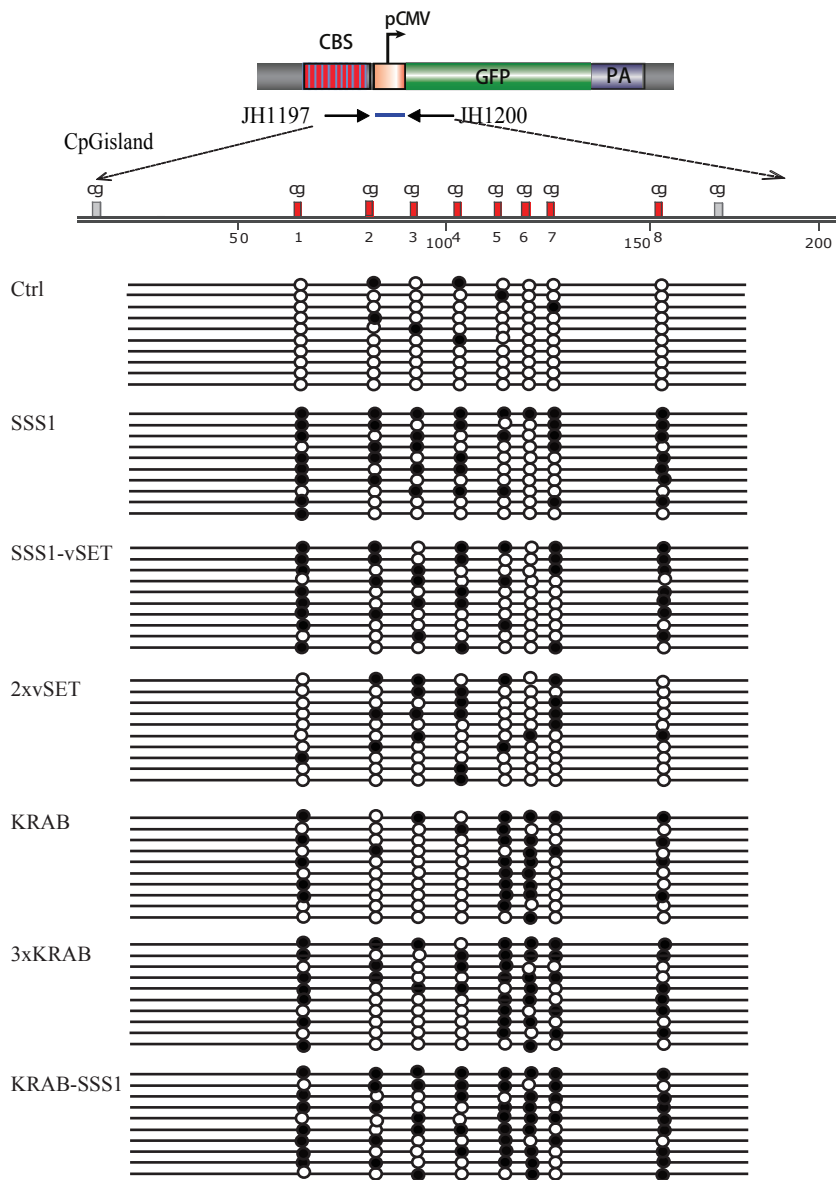 pCMV
CBS
GFP
PA
JH1197
JH1200
CpGisland
cg cg cg cg cg cg cg cg cg cg
50 1 2 3 100 4 5 6 7 150 8 200
Ctrl
SSS1
SSS1-vSET
2xvSET
KRAB
3xKRAB
KRAB-SSS1